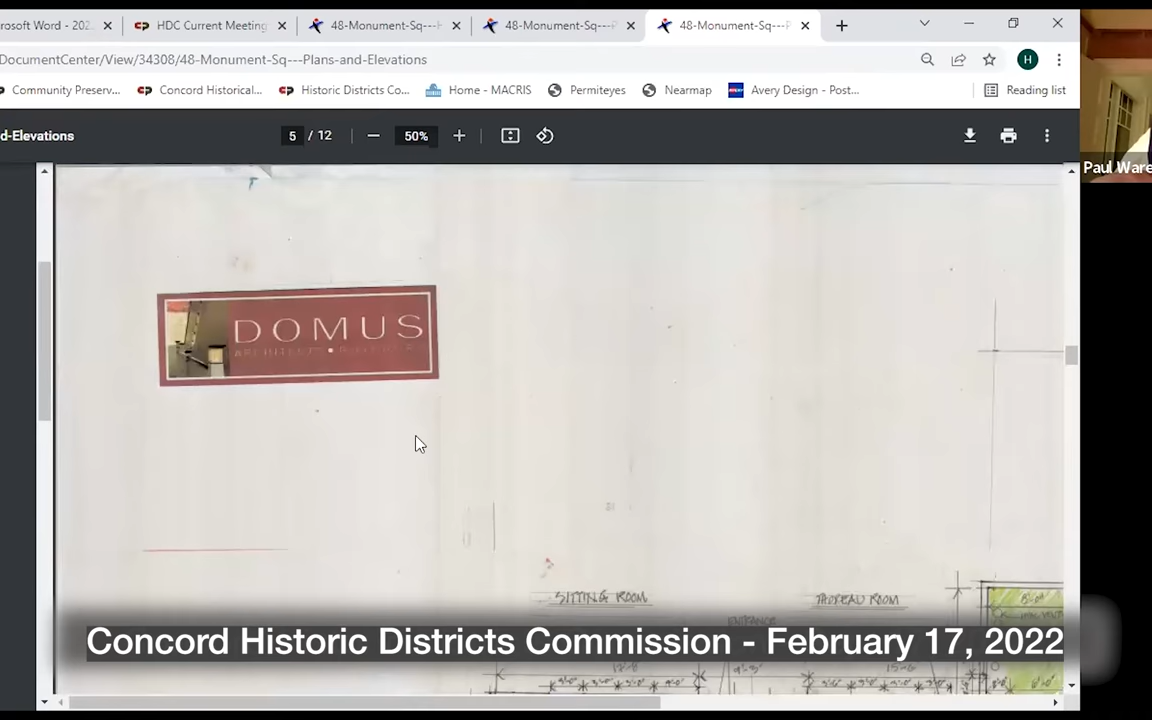 rosoft Word - 202
HDC Current Meeting
48-Monument-Sq---H
48-Monument-Sq---P
48-Monument-Sq---P
DocumentCenter/View/34308/48-Monument-Sq---Plans-and-Elevations
Community Preserv...
Concord Historical...
Historic Districts Co...
Home - MACRIS
Permiteyes
Nearmap
Avery Design - Post...
Reading list
d-Elevations
5 / 12
50%
Paul Ware
DOMUS
SITTING ROOM
THOREAU ROOM
ENTRANCE
Concord Historic Districts Commission - February 17, 2022